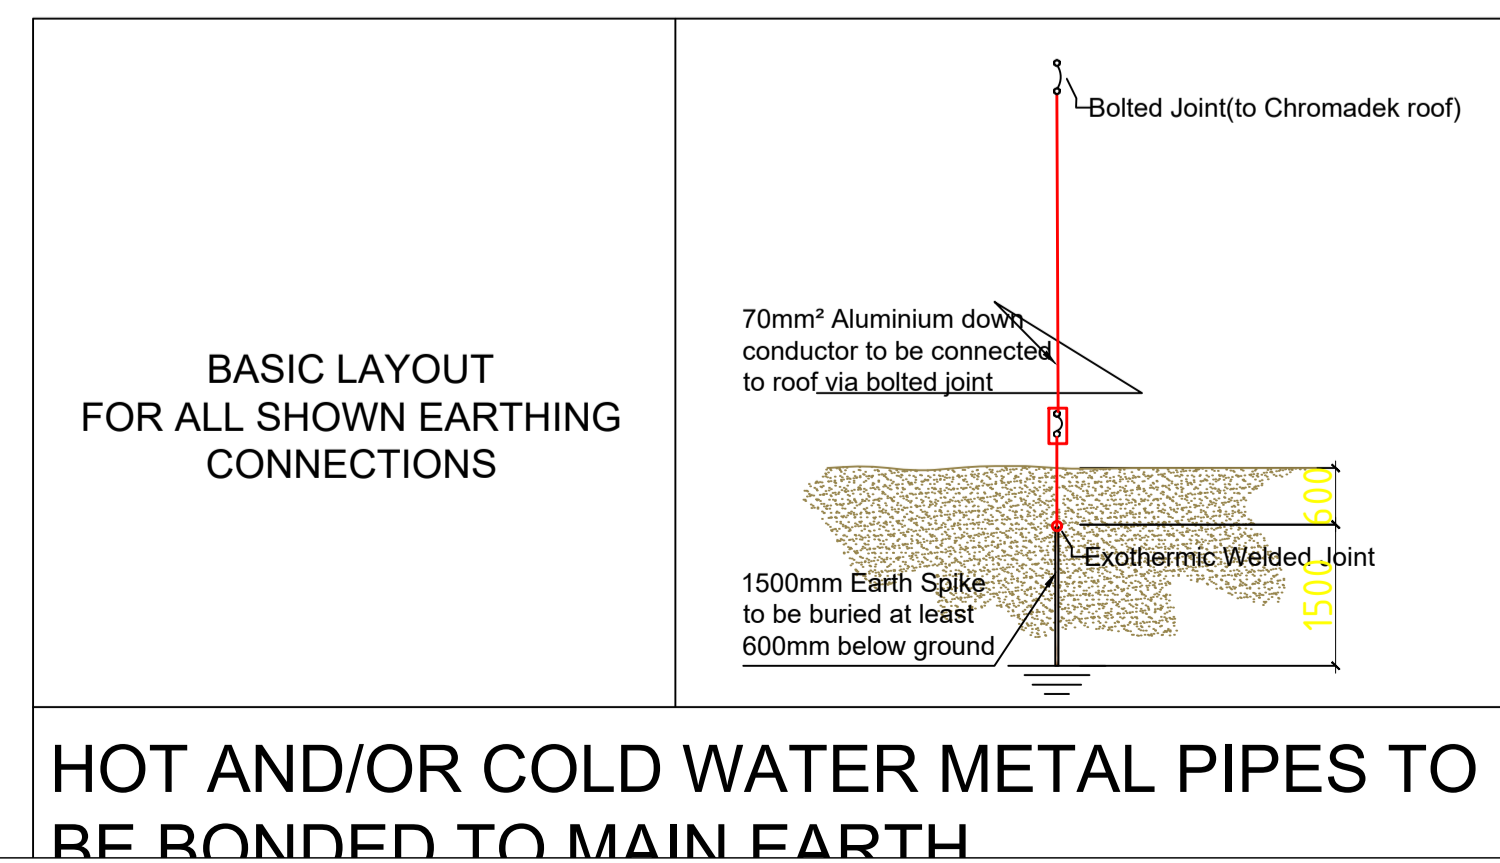 Bolted Joint(to Chromadek roof)
70mm² Aluminium down
conductor to be connected
to roof via bolted joint
BASIC LAYOUT
FOR ALL SHOWN EARTHING
CONNECTIONS
600
Exothermic Welded Joint
1500
1500mm Earth Spike
to be buried at least
600mm below ground
HOT AND/OR COLD WATER METAL PIPES TO
BE BONDED TO MAIN EARTH